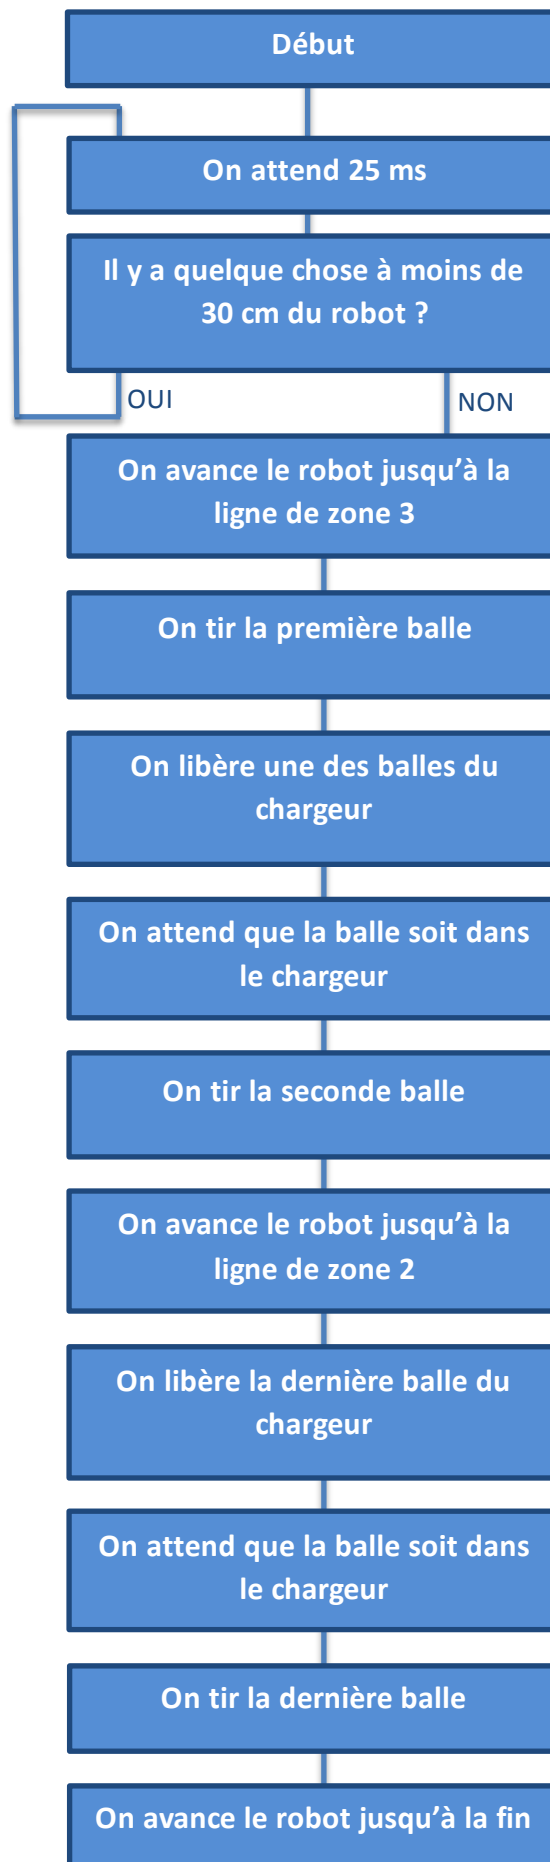 Début
On attend 25 ms
Il y a quelque chose à moins de
30 cm du robot ?
OUI
NON
On avance le robot jusqu’à la
ligne de zone 3
On tir la première balle
On libère une des balles du
chargeur
On attend que la balle soit dans
le chargeur
On tir la seconde balle
On avance le robot jusqu’à la
ligne de zone 2
On libère la dernière balle du
chargeur
On attend que la balle soit dans
le chargeur
On tir la dernière balle
On avance le robot jusqu’à la fin